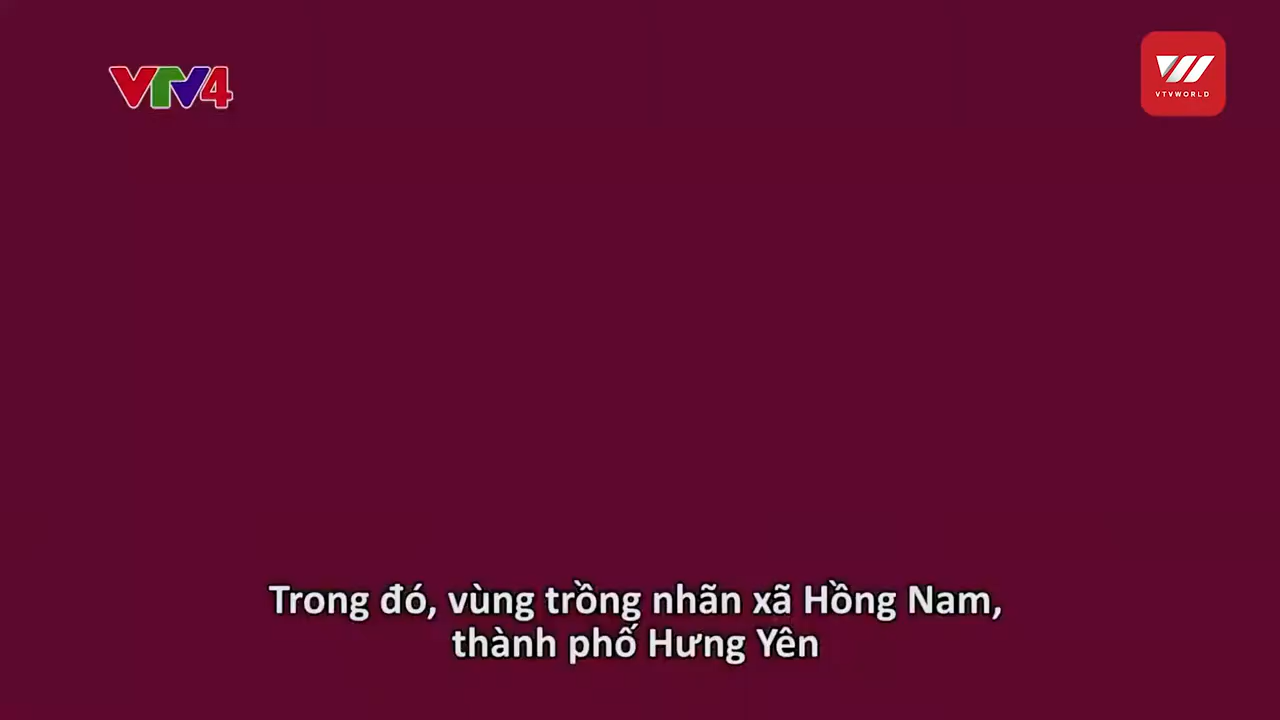 VTV4
VTVWORLD
Trong đó, vùng trồng nhãn xã Hồng Nam,
thành phố Hưng Yên